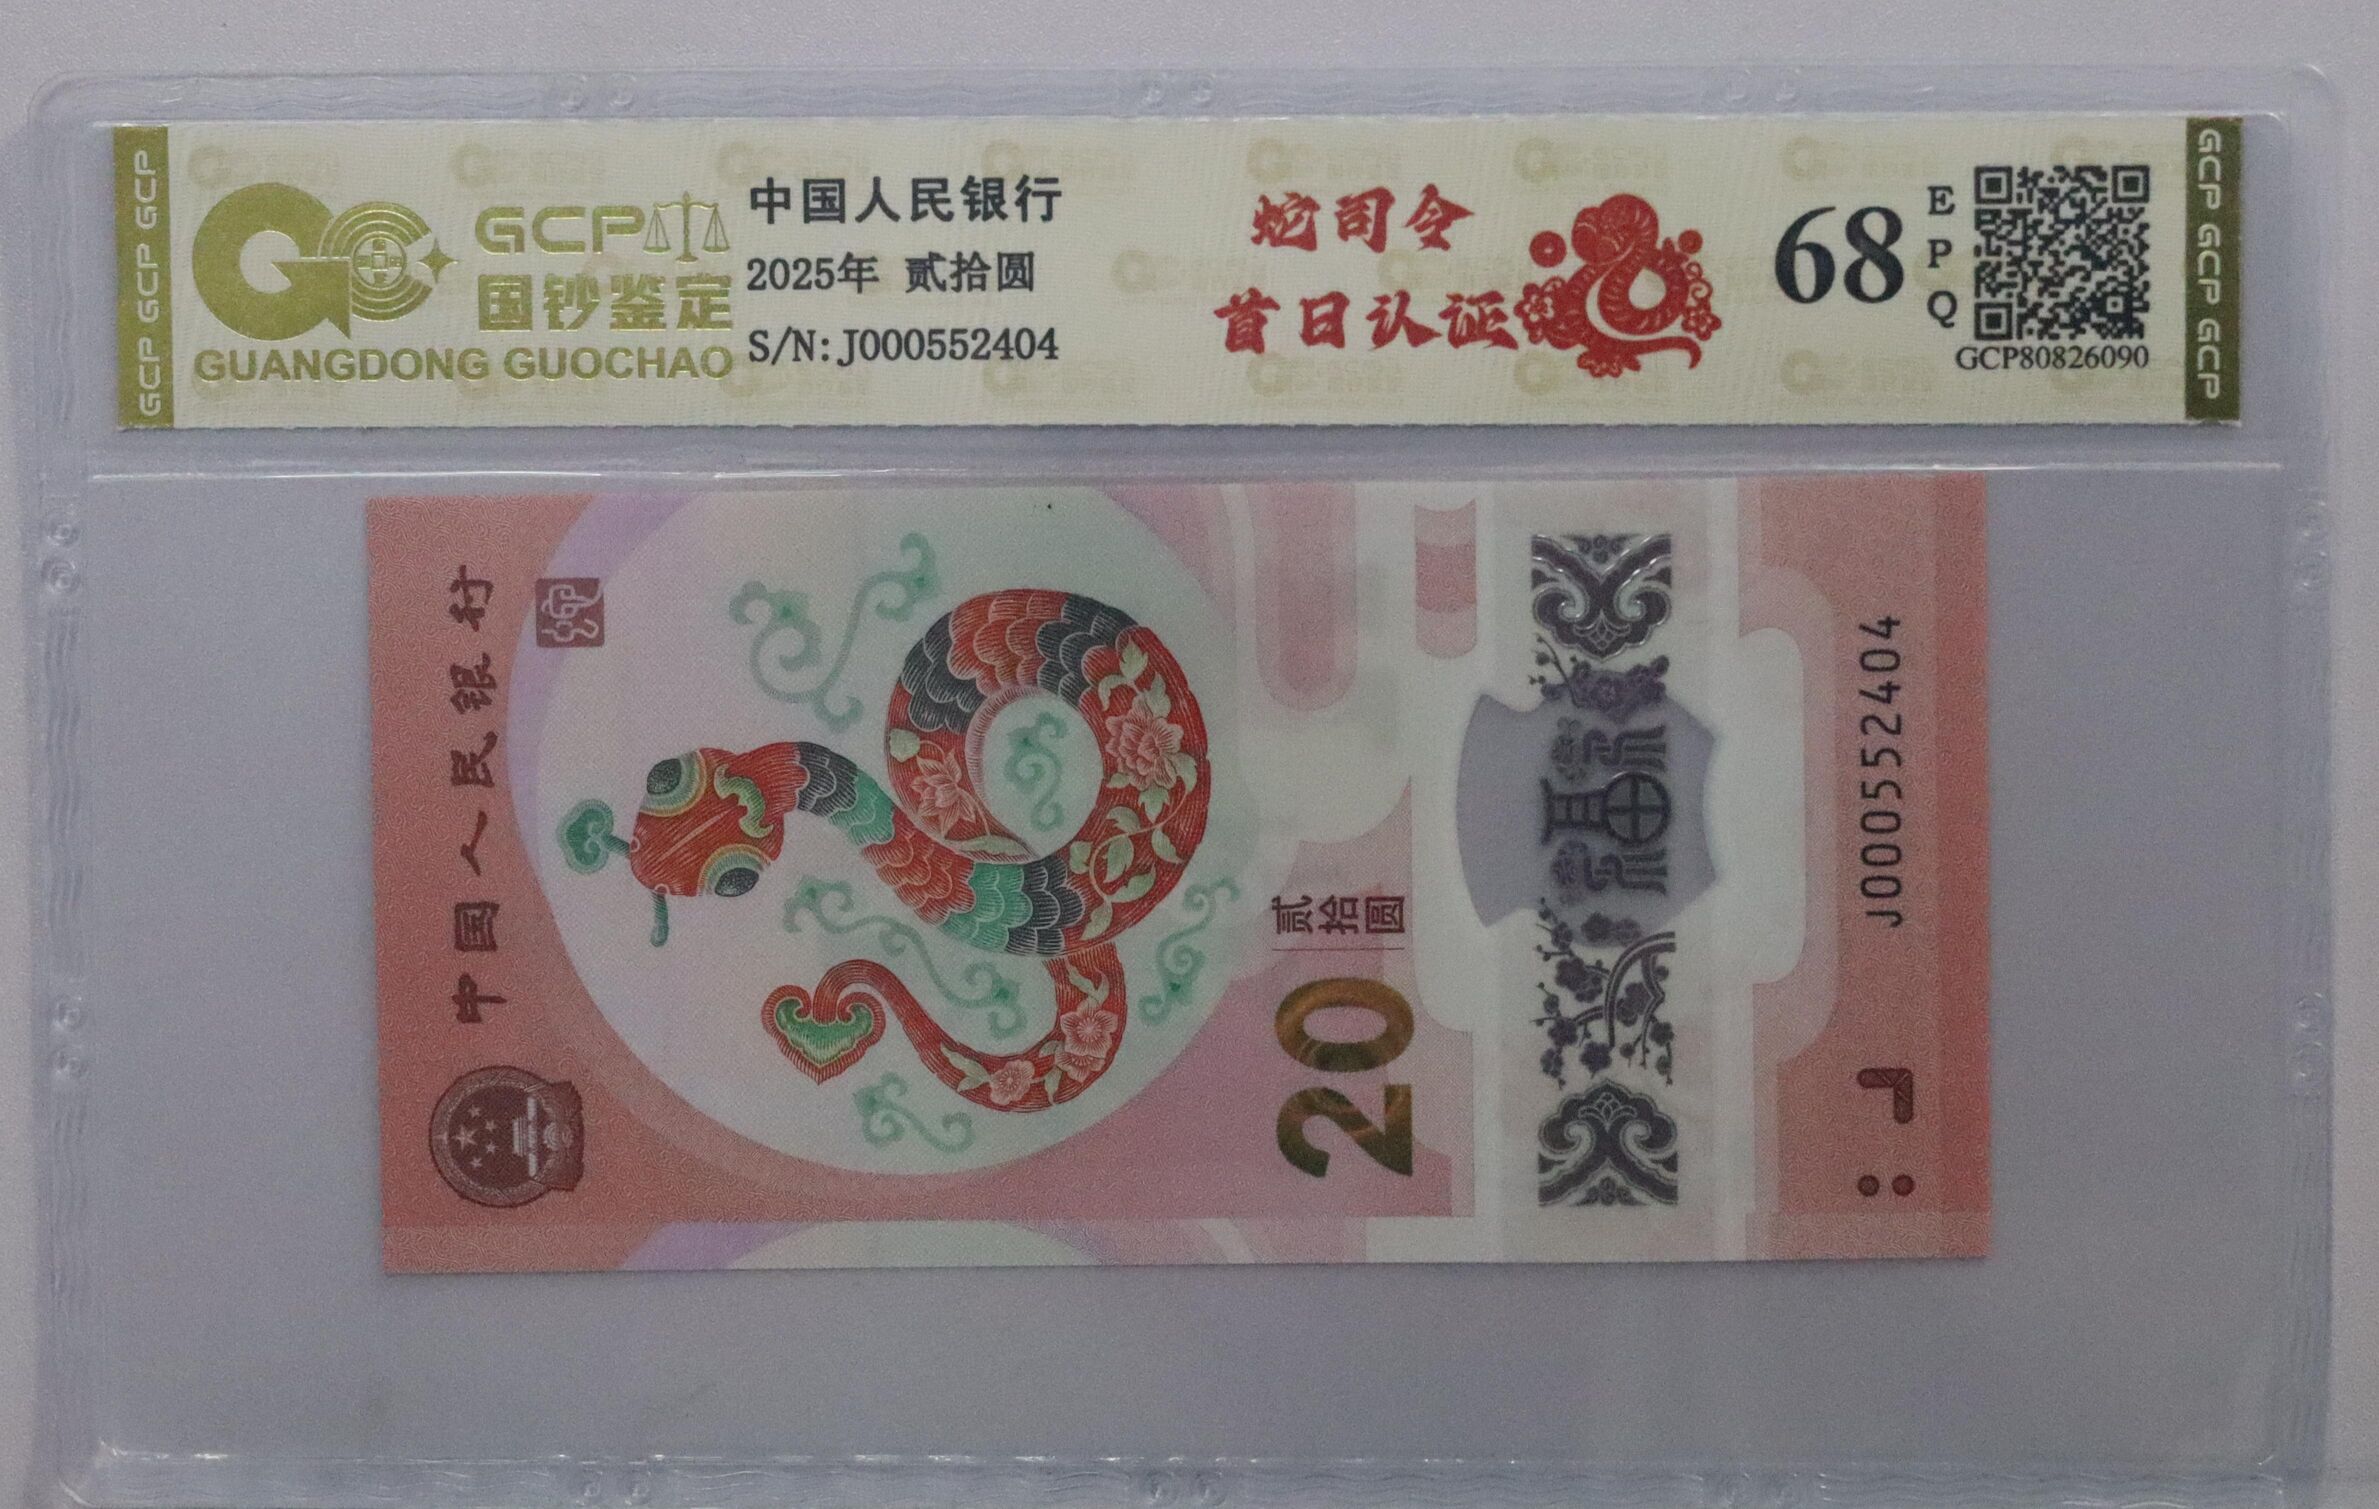 GCP GCP GCP
GCP
国钞鉴定
GUANGDONG GUOCHAO
中国人民银行
2025年 贰拾圆
S/N:J000552404
蛇司令
首日认证
68
E
P
Q
GCP80826090
GCP GCP GCP
中国人民银行
贰拾圆
20
福
J000552404